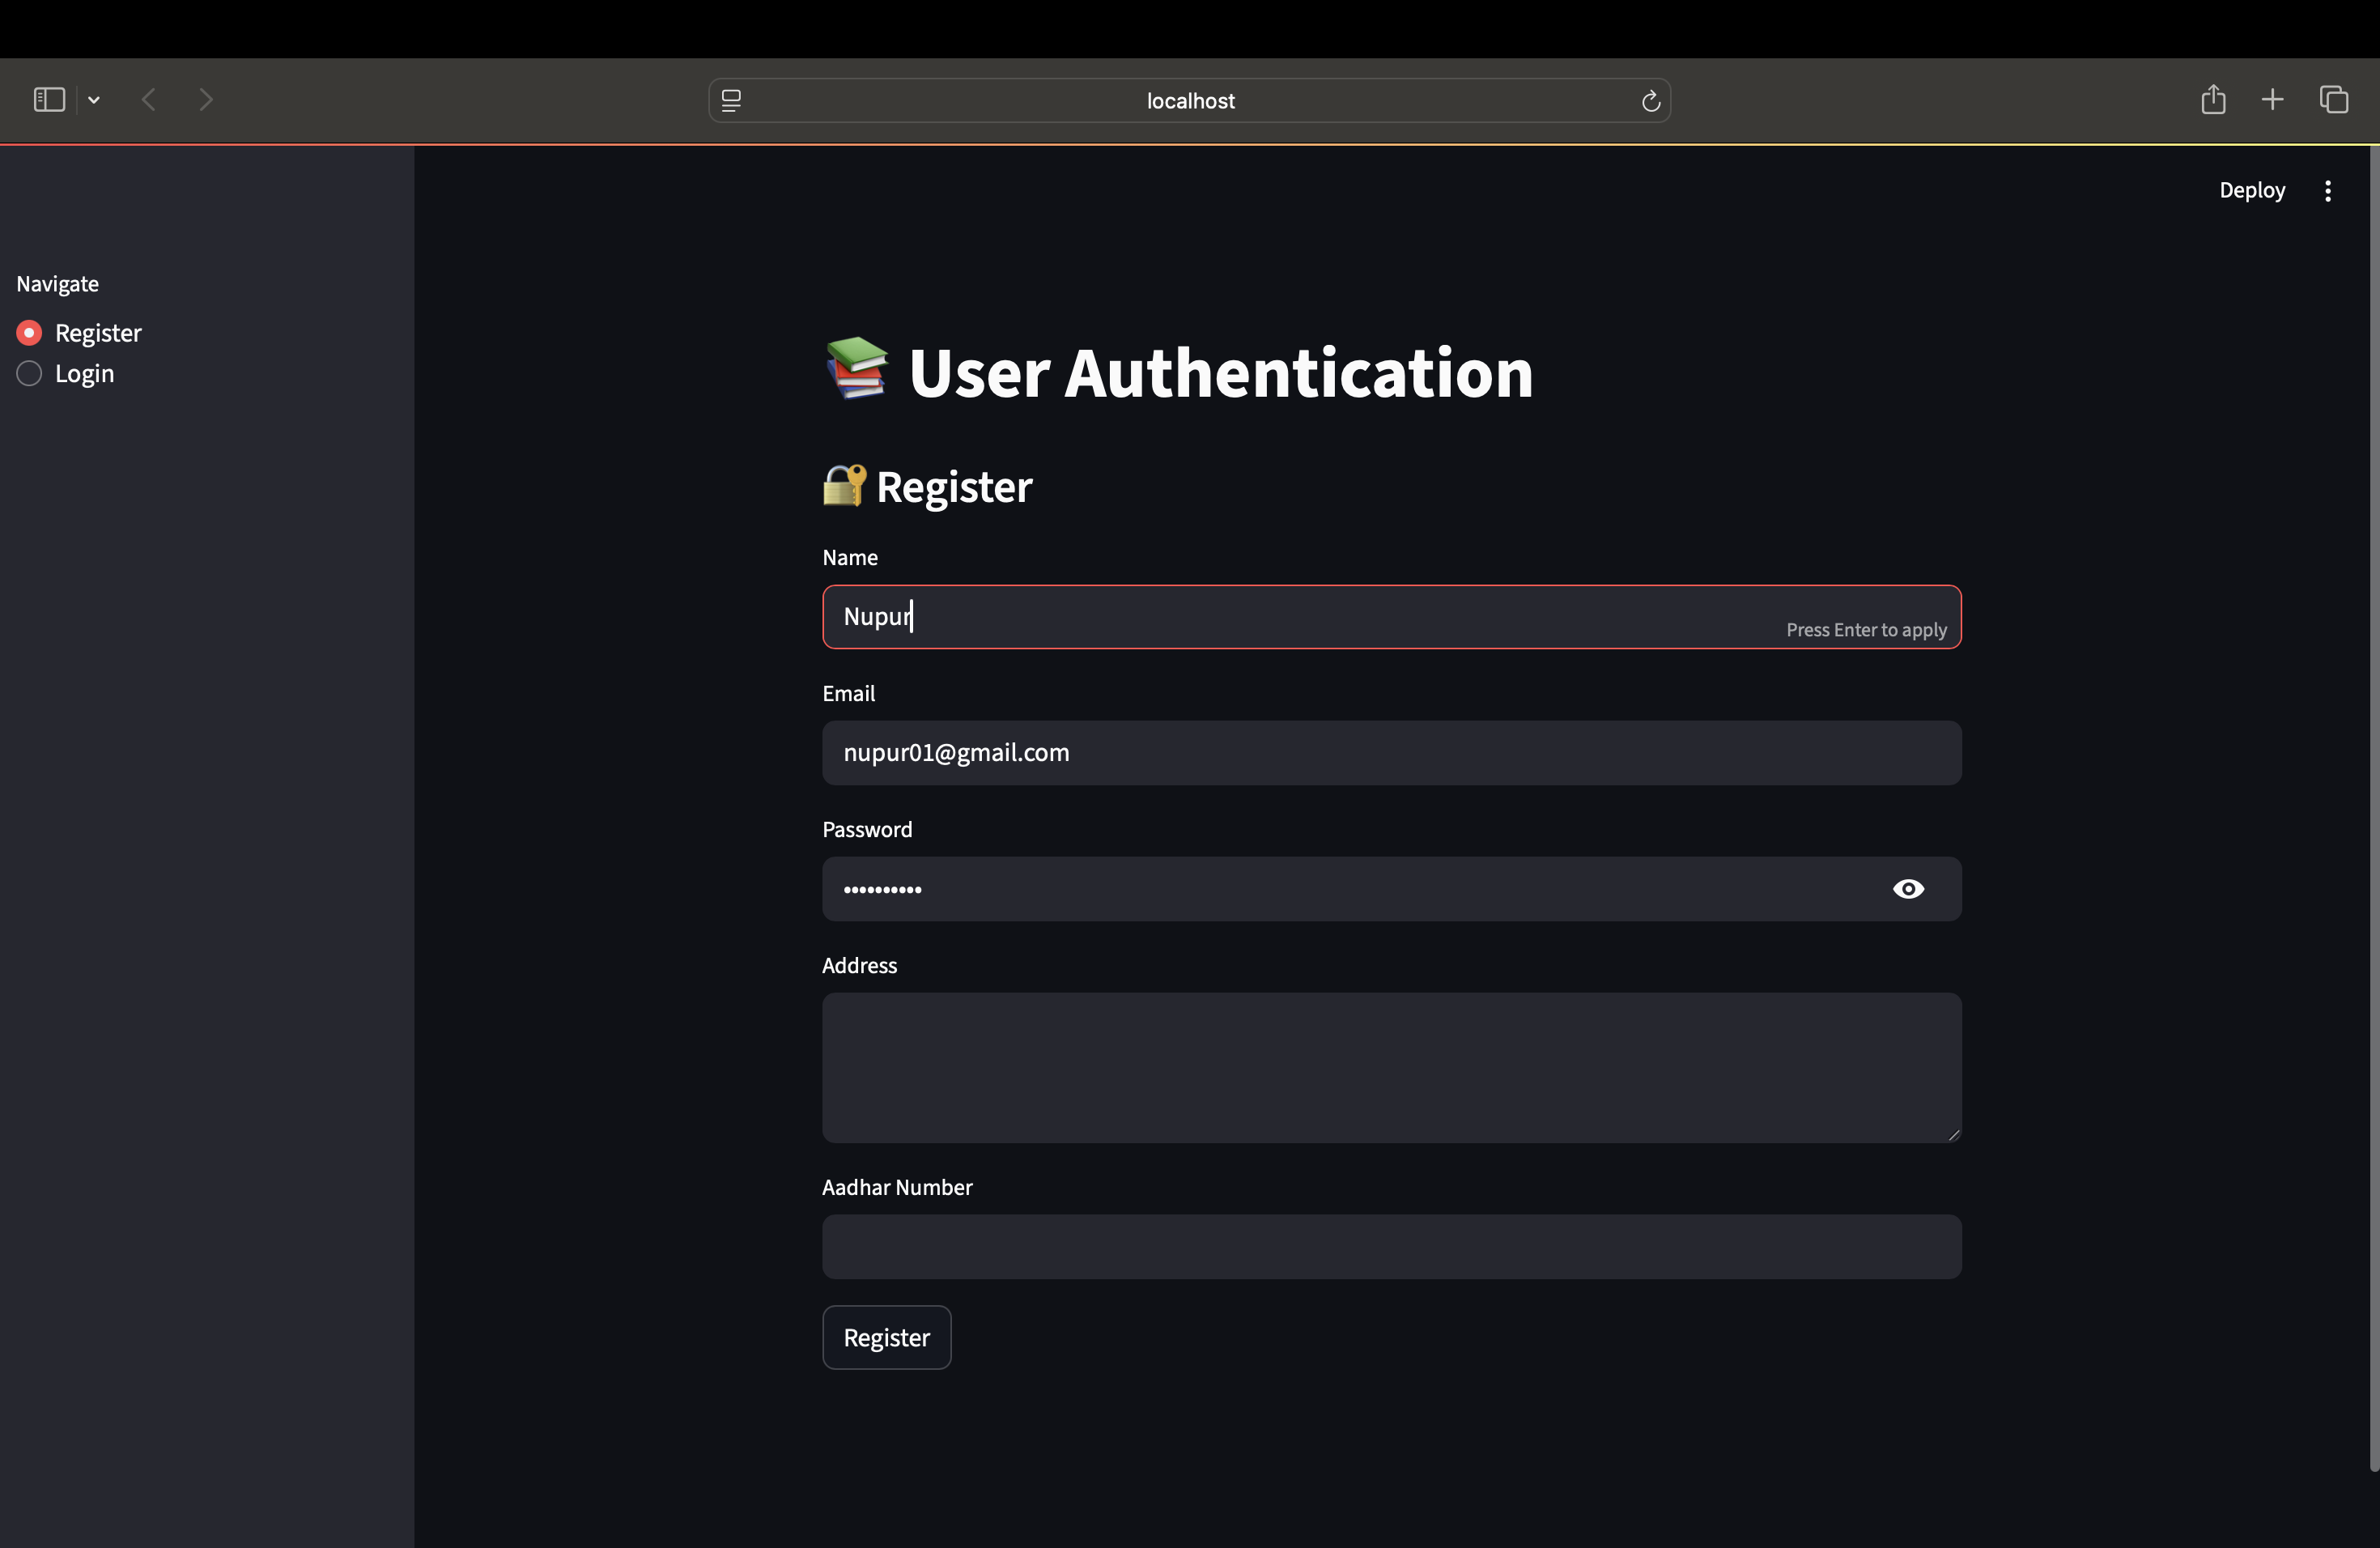 localhost
Deploy
Navigate
Register
Login
User Authentication
Register
Name
Nupur
Press Enter to apply
Email
nupur01@gmail.com
Password
••••••••••
Address
Aadhar Number
Register